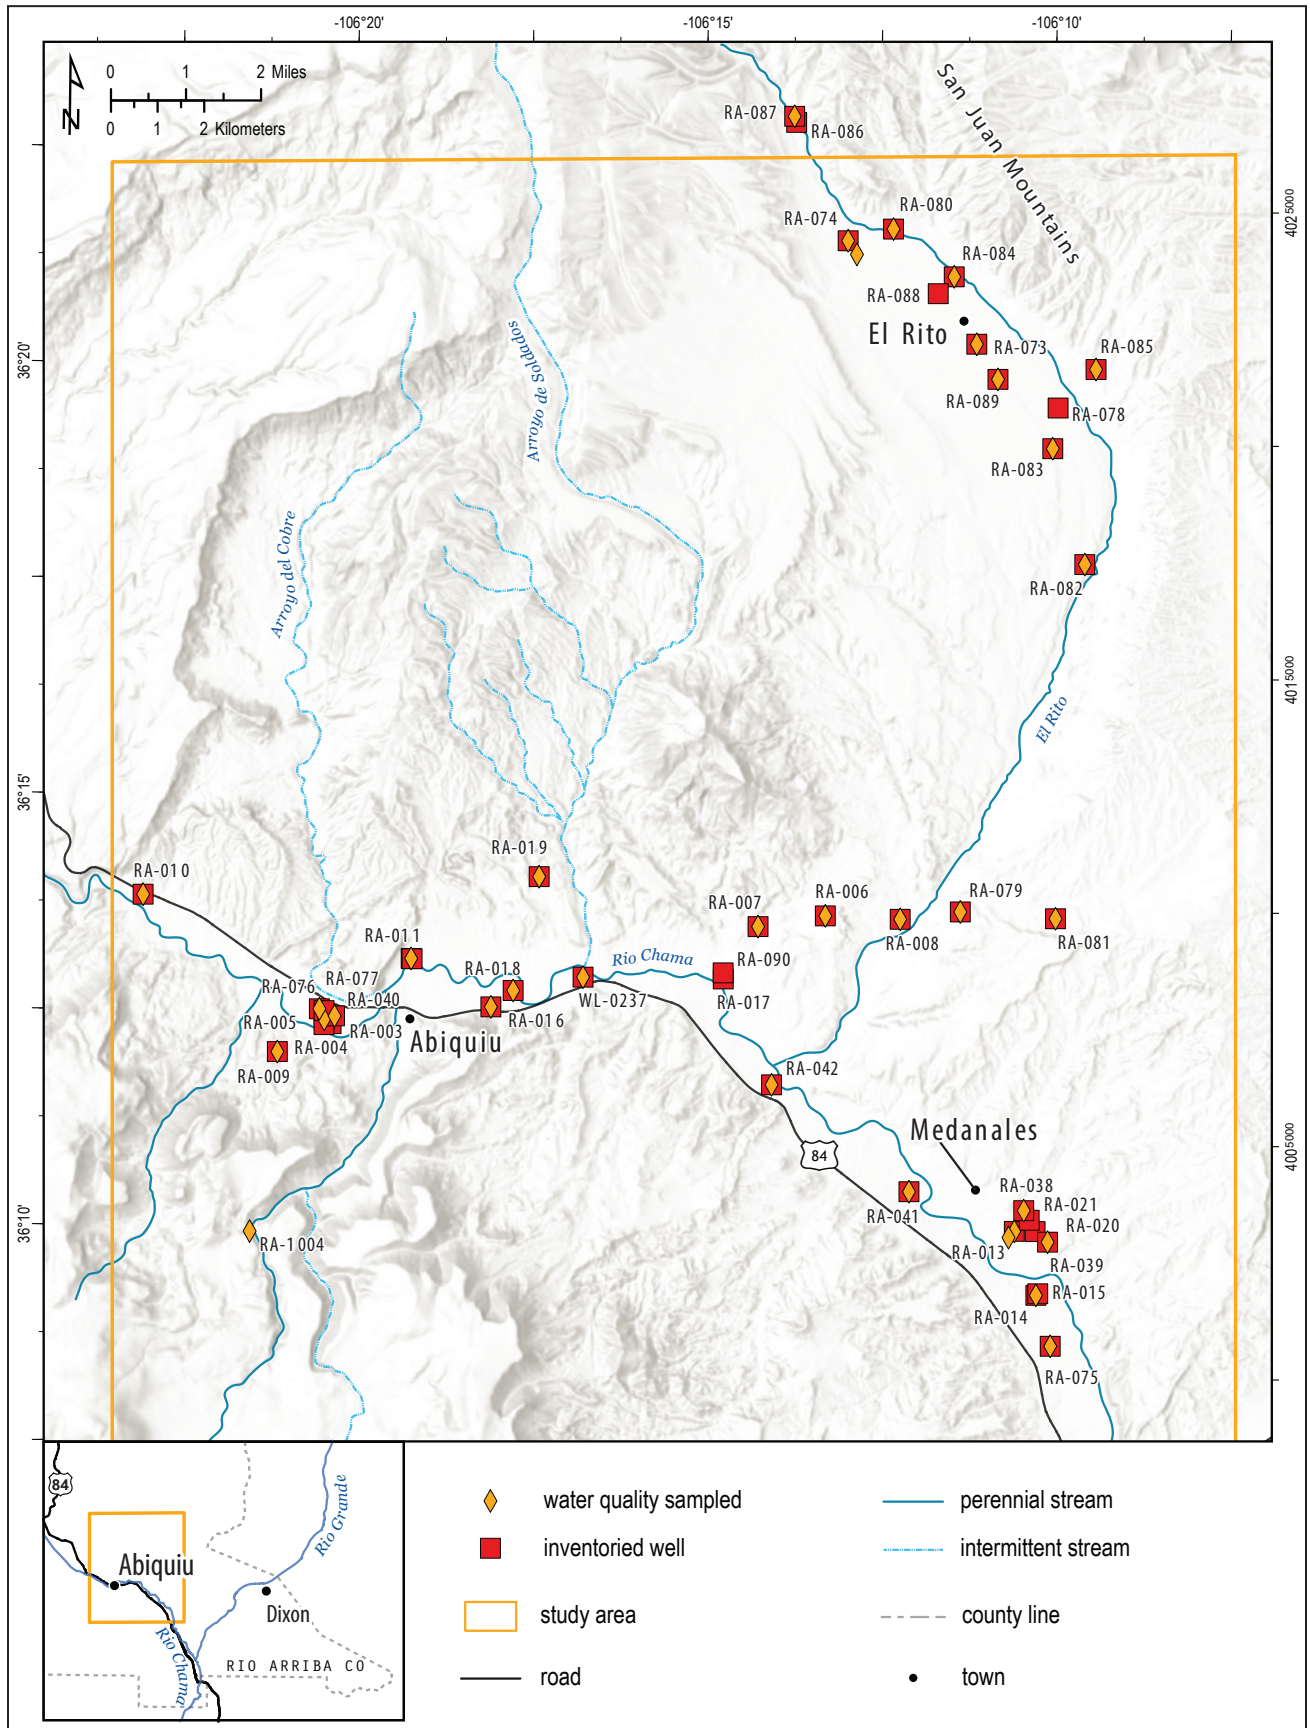 -106°20'
-106°15'
-106°10'
N
0 1 2 Miles
0 1 2 Kilometers
San Juan Mountains
RA-087
RA-086
RA-080
RA-074
4025000
RA-084
RA-088
El Rito
Arroyo de Soldados
36°20'
RA-073
RA-085
RA-089
RA-078
RA-083
Arroyo del Cobre
RA-082
4015000
El Rito
36°15'
RA-019
RA-010
RA-007
RA-006
RA-079
RA-008
RA-081
RA-011
RA-018
Rio Chama
RA-090
RA-077
RA-076
RA-040
WL-0237
RA-017
RA-005
RA-003
RA-016
RA-004
Abiquiu
RA-009
RA-042
Medanales
4005000
84
RA-038
RA-021
RA-041
RA-020
36°10'
RA-1004
RA-013
RA-039
RA-015
RA-014
RA-075
84
Rio Grande
Abiquiu
Dixon
Rio Chama
RIO ARRIBA CO
water quality sampled
perennial stream
inventoried well
intermittent stream
study area
county line
road
town